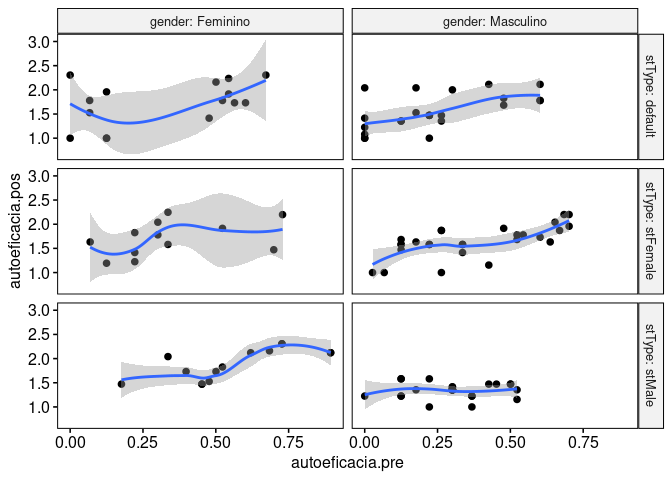 gender: Feminino
gender: Masculino
3.0
2.5
2.0
1.5
1.0
stType: default
3.0
2.5
2.0
1.5
1.0
stType: stFemale
3.0
2.5
2.0
1.5
1.0
stType: stMale
autoeficacia.pos
0.00 0.25 0.50 0.75
0.00 0.25 0.50 0.75
autoeficacia.pre